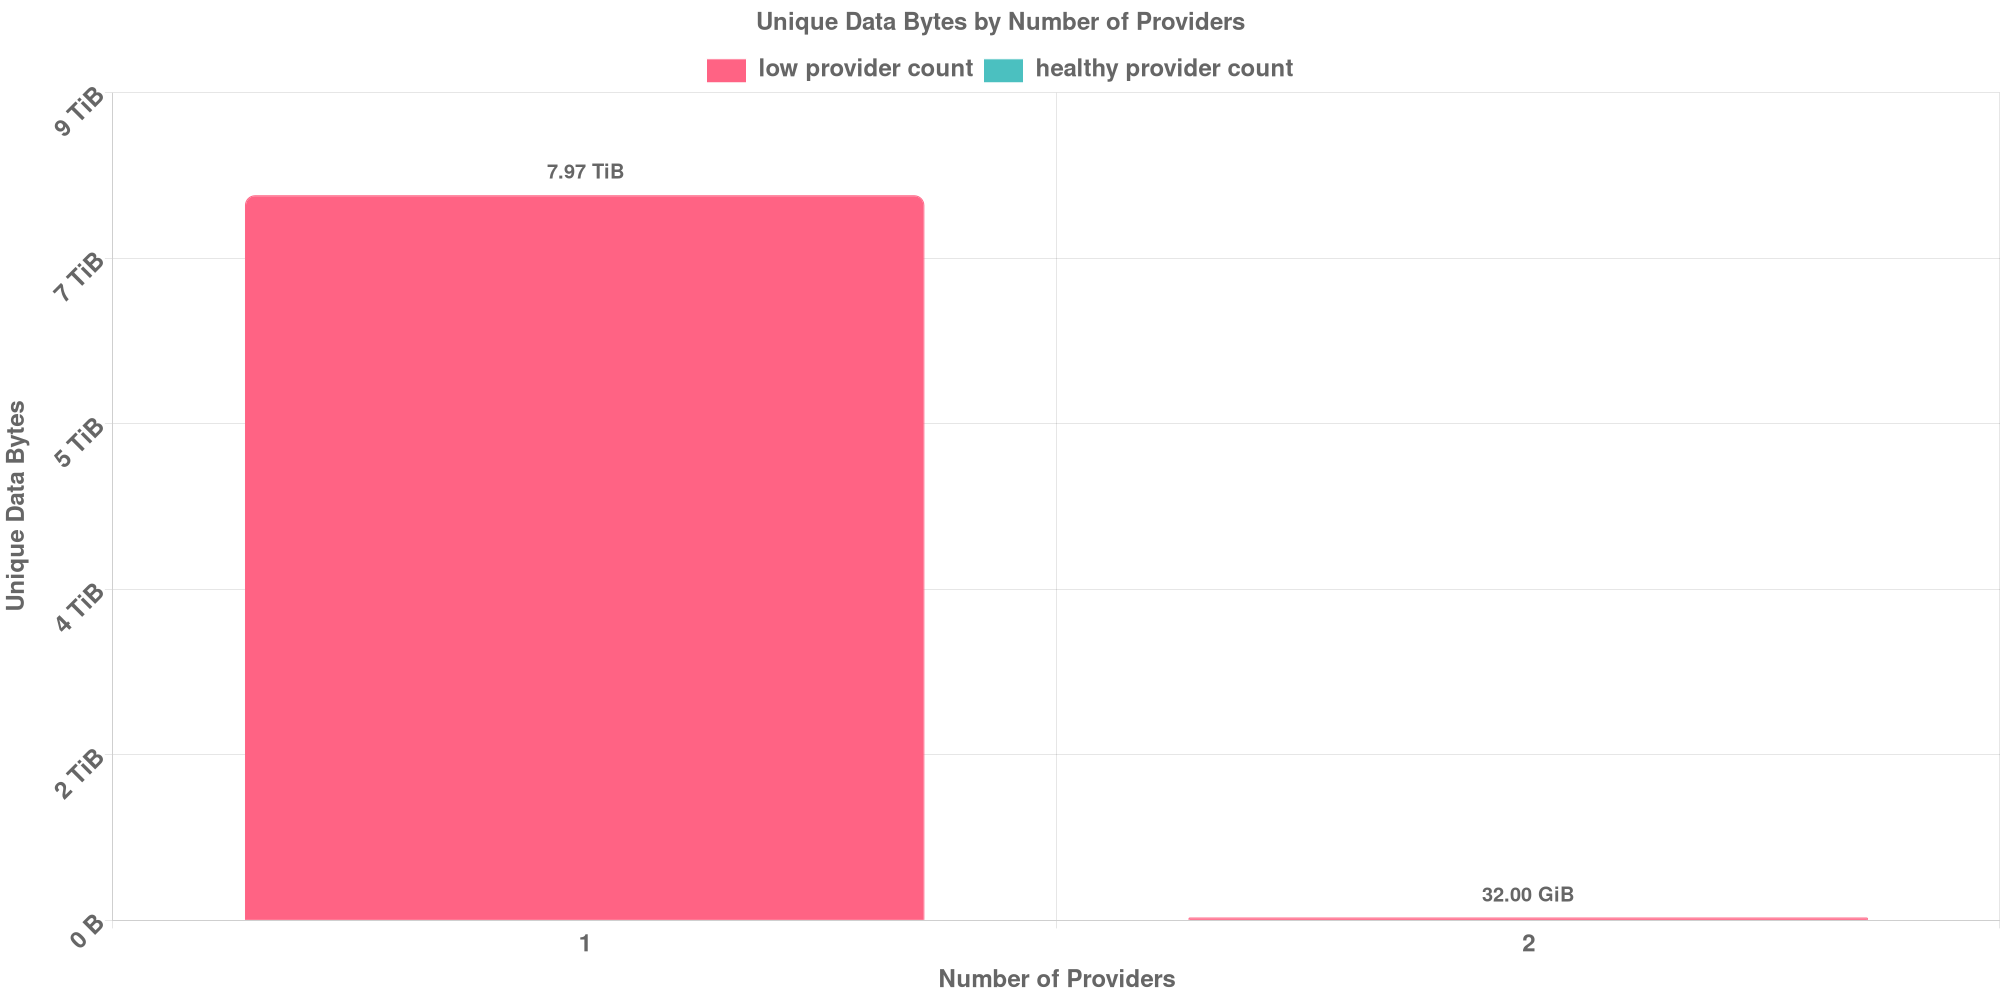 Unique Data Bytes by Number of Providers
low provider count healthy provider count
9 TiB
7.97 TiB
7 TiB
5 TiB
Unique Data Bytes
4 TiB
2 TiB
32.00 GiB
0 B
1 2
Number of Providers